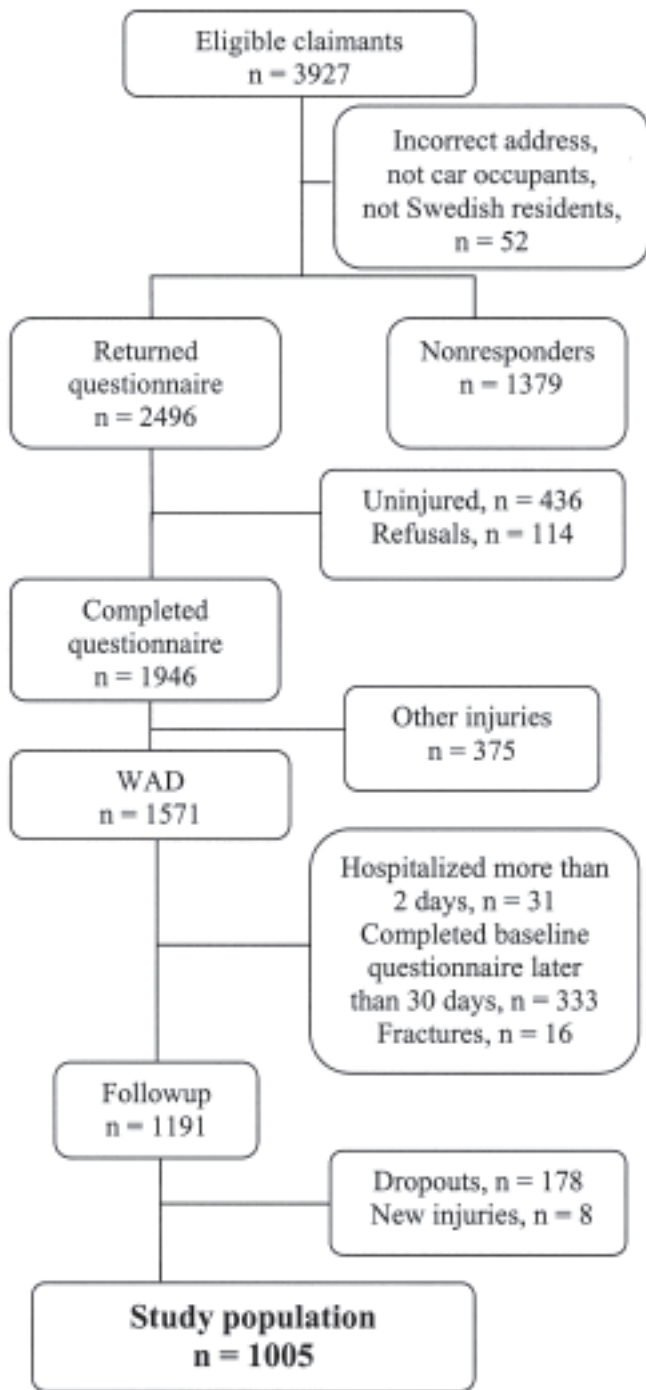 Eligible claimants
n = 3927
Incorrect address,
not car occupants,
not Swedish residents,
n = 52
Returned
questionnaire
n = 2496
Nonresponders
n = 1379
Uninjured, n = 436
Refusals, n = 114
Completed
questionnaire
n = 1946
Other injuries
n = 375
WAD
n = 1571
Hospitalized more than
2 days, n = 31
Completed baseline
questionnaire later
than 30 days, n = 333
Fractures, n = 16
Followup
n = 1191
Dropouts, n = 178
New injuries, n = 8
Study population
n = 1005